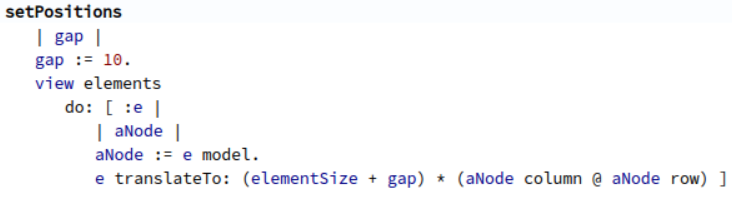 setPositions
| gap |
gap := 10.
view elements
do: [ :e |
| aNode |
aNode := e model.
e translateTo: (elementSize + gap) * (aNode column @ aNode row) ]